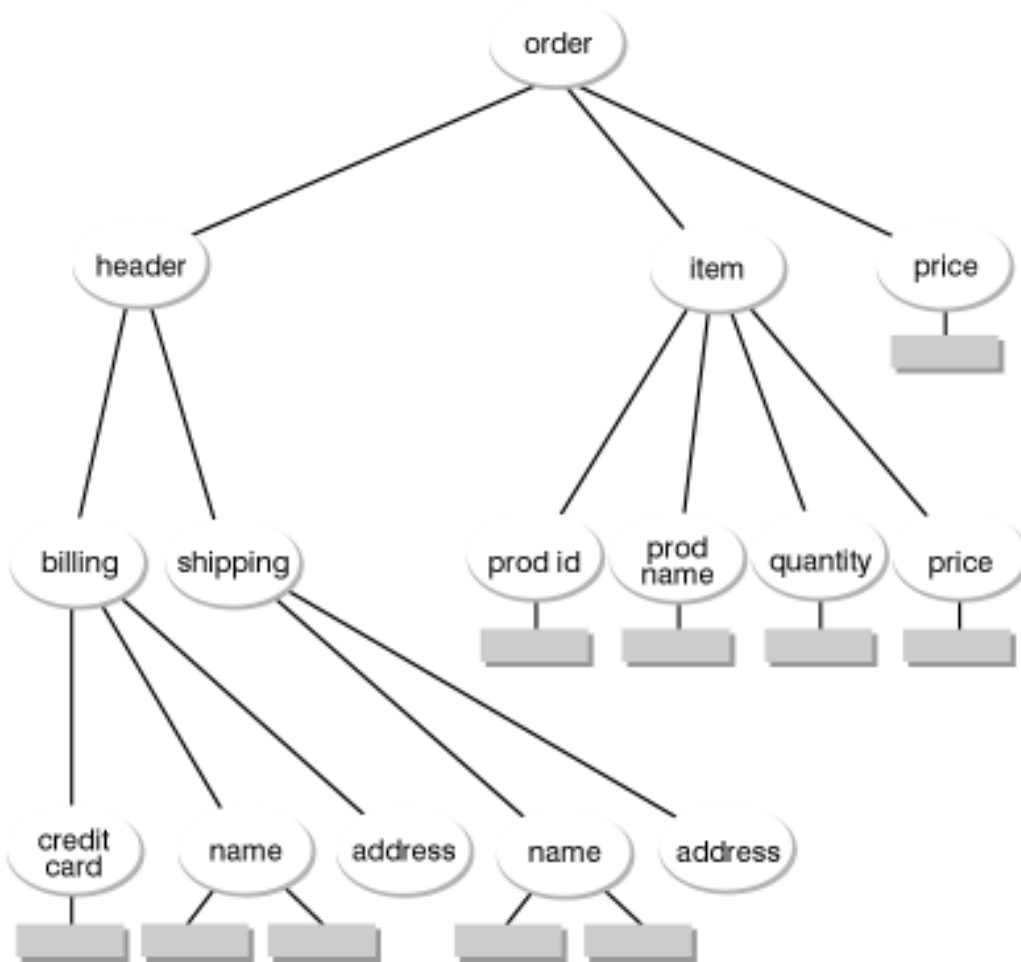 order
header
item
price
billing
shipping
prod id
prod
name
quantity
price
credit
card
name
address
name
address